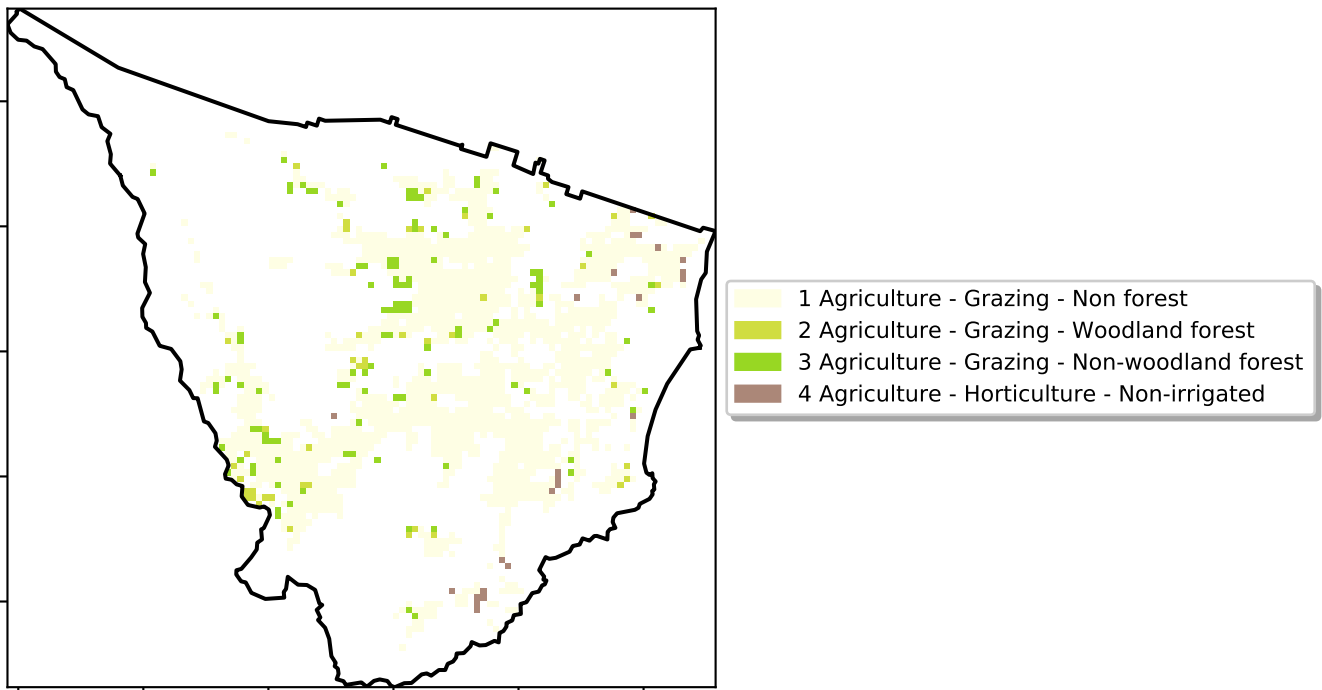 1 Agriculture - Grazing - Non forest
2 Agriculture - Grazing - Woodland forest
3 Agriculture - Grazing - Non-woodland forest
4 Agriculture - Horticulture - Non-irrigated